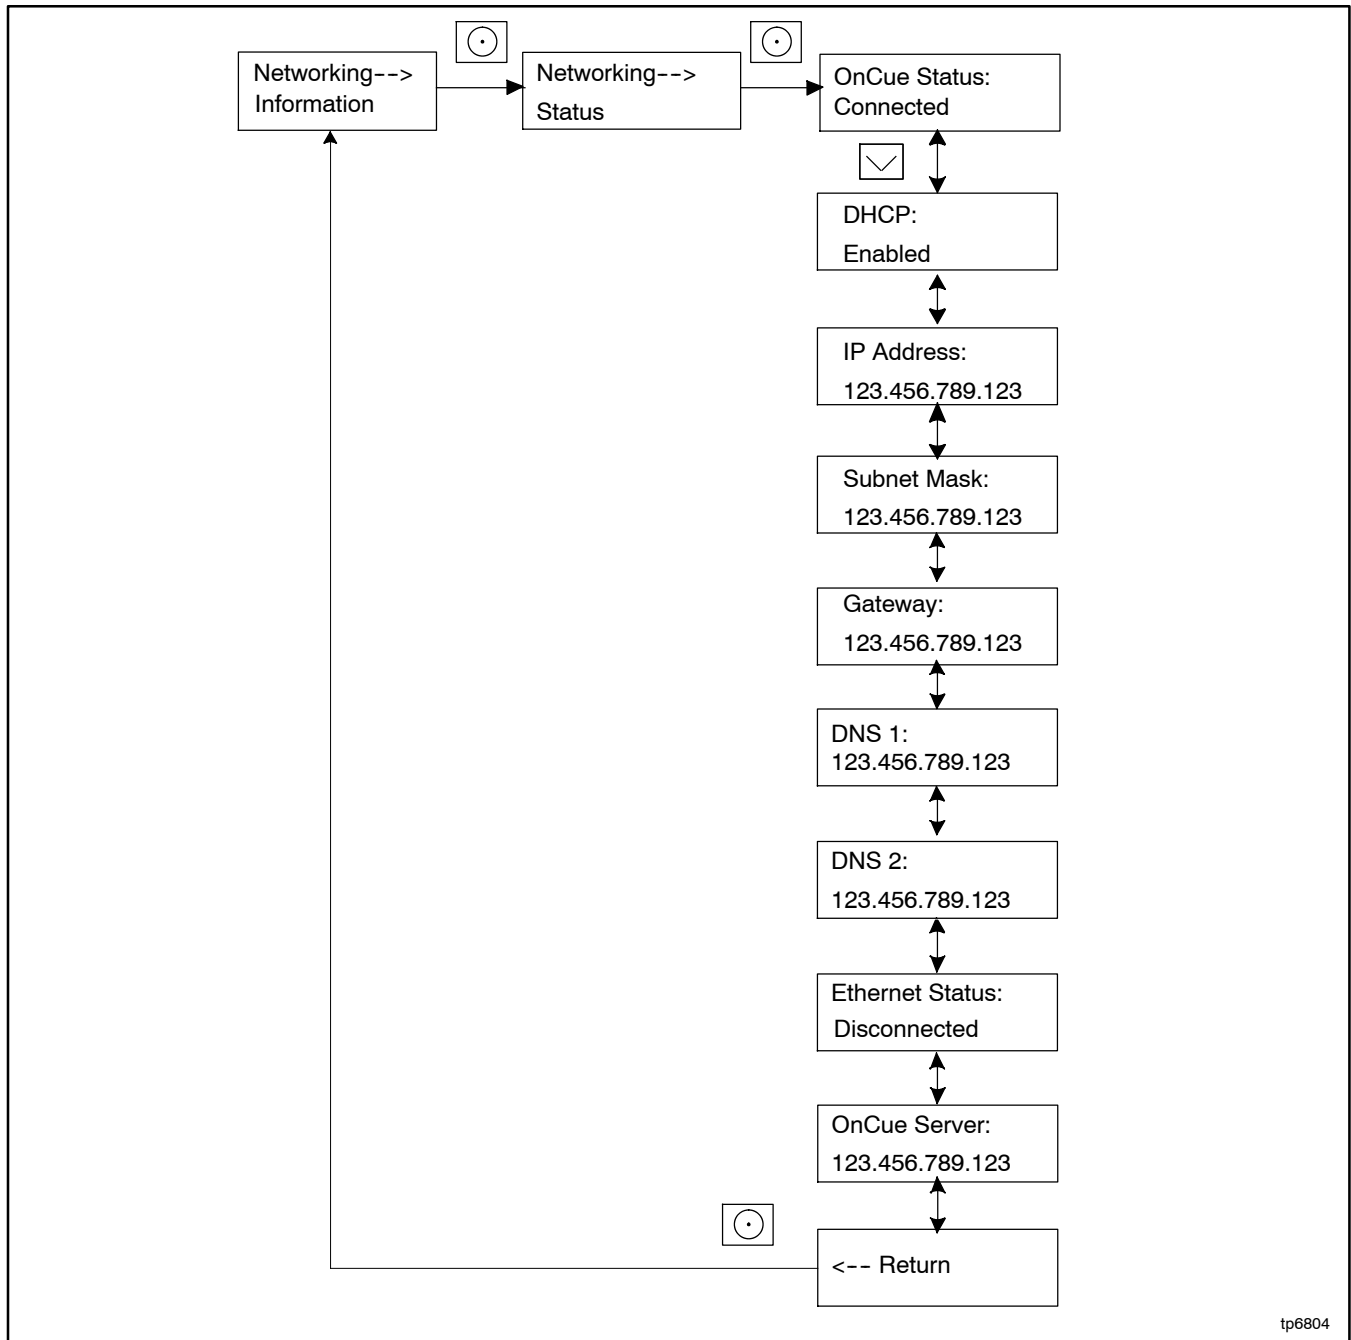 Networking-->
Information
Networking-->
Status
OnCue Status:
Connected
DHCP:
Enabled
IP Address:
123.456.789.123
Subnet Mask:
123.456.789.123
Gateway:
123.456.789.123
DNS 1:
123.456.789.123
DNS 2:
123.456.789.123
Ethernet Status:
Disconnected
OnCue Server:
123.456.789.123
<-- Return
tp6804